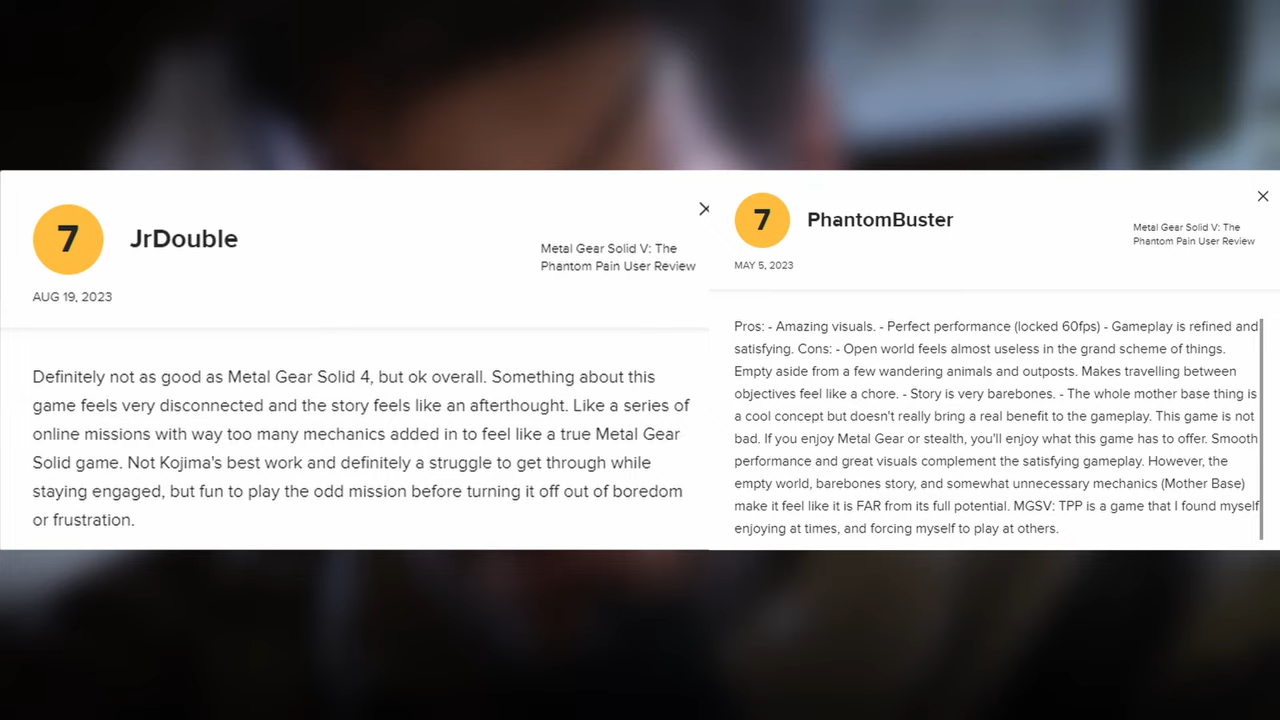 7
JrDouble
Metal Gear Solid V: The
Phantom Pain User Review
AUG 19, 2023
Definitely not as good as Metal Gear Solid 4, but ok overall. Something about this
game feels very disconnected and the story feels like an afterthought. Like a series of
online missions with way too many mechanics added in to feel like a true Metal Gear
Solid game. Not Kojima's best work and definitely a struggle to get through while
staying engaged, but fun to play the odd mission before turning it off out of boredom
or frustration.
7
PhantomBuster
Metal Gear Solid V: The
Phantom Pain User Review
MAY 5, 2023
Pros: - Amazing visuals. - Perfect performance (locked 60fps) - Gameplay is refined and
satisfying. Cons: - Open world feels almost useless in the grand scheme of things.
Empty aside from a few wandering animals and outposts. Makes travelling between
objectives feel like a chore. - Story is very barebones. - The whole mother base thing is
a cool concept but doesn't really bring a real benefit to the gameplay. This game is not
bad. If you enjoy Metal Gear or stealth, you'll enjoy what this game has to offer. Smooth
performance and great visuals complement the satisfying gameplay. However, the
empty world, barebones story, and somewhat unnecessary mechanics (Mother Base)
make it feel like it is FAR from its full potential. MGSV: TPP is a game that I found myself
enjoying at times, and forcing myself to play at others.